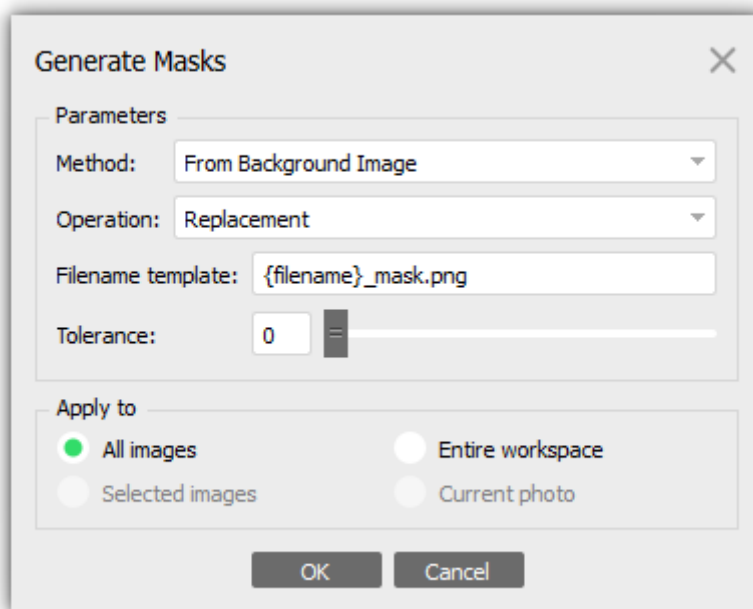 Generate Masks
Parameters
Method: From Background Image
Operation: Replacement
Filename template: {filename}_mask.png
Tolerance: 0
Apply to
All images Entire workspace
Selected images Current photo
OK Cancel